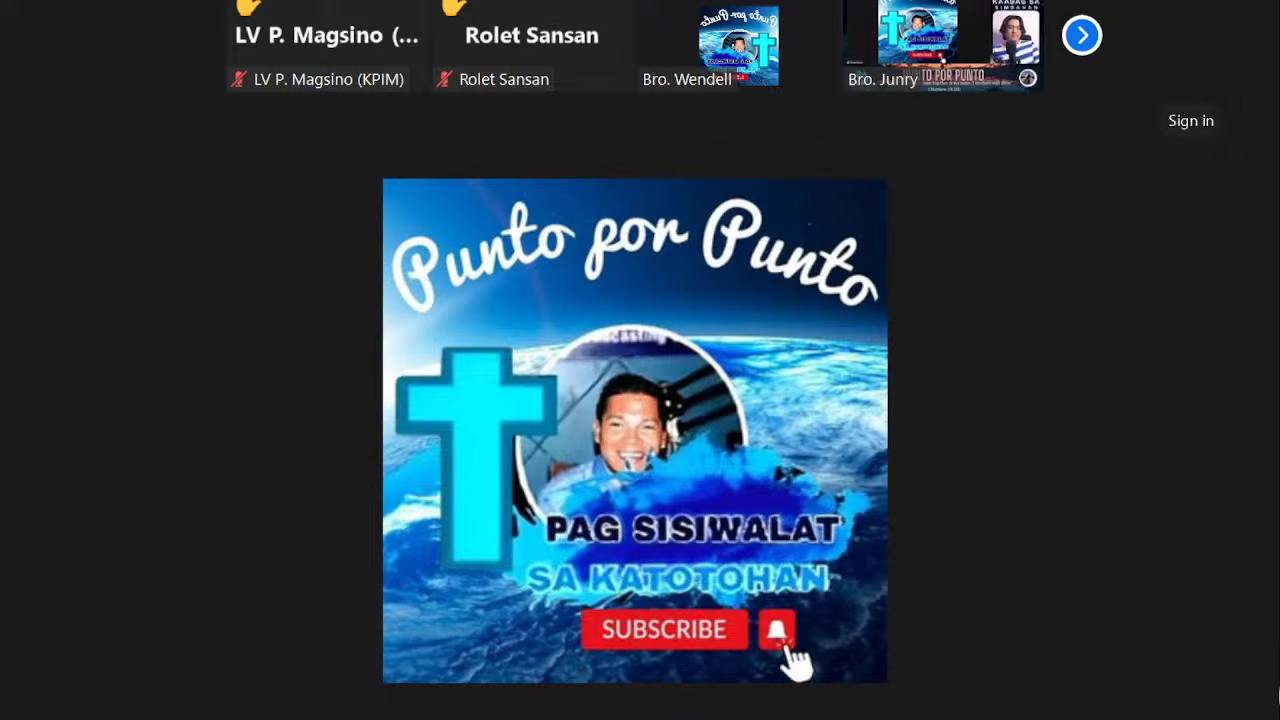 LV P. Magsino (...
Rolet Sansan
LV P. Magsino (KPIM)
Rolet Sansan
Bro. Wendell
Bro. Junry
TO POR PUNTO
Sign in
Punto por Punto
PAG SISIWALAT
SA KATOTOHAN
SUBSCRIBE